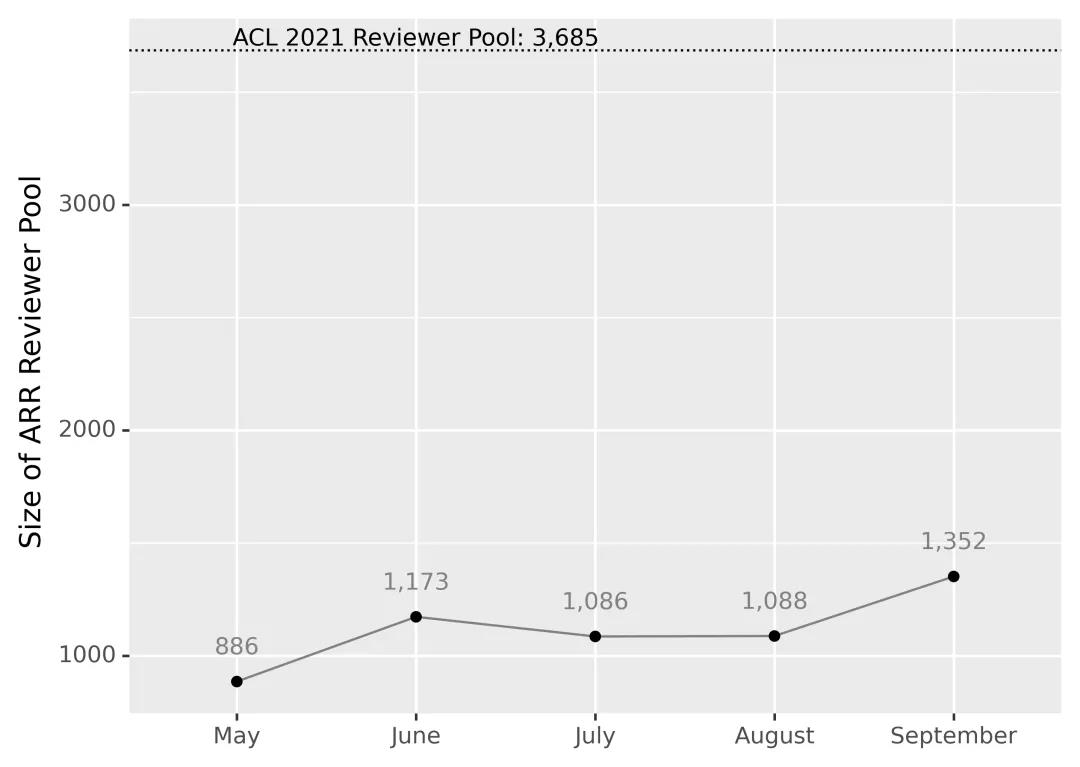 ACL 2021 Reviewer Pool: 3,685
Size of ARR Reviewer Pool
3000
2000
1000
886
1,173
1,086
1,088
1,352
May
June
July
August
September